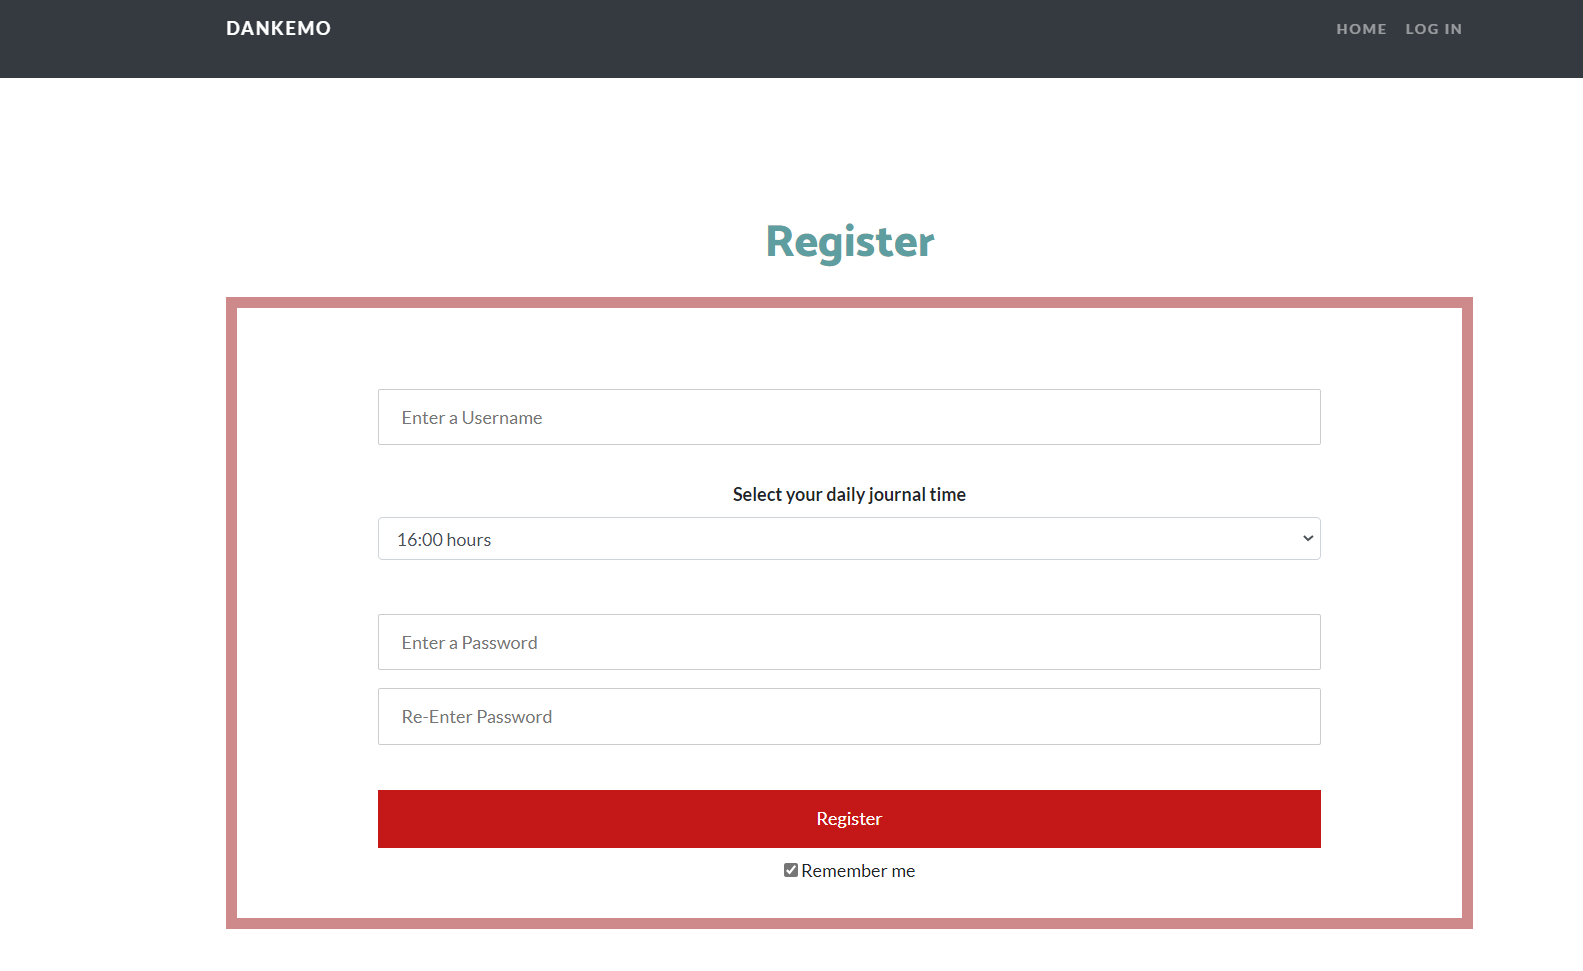 DANKEMO
HOME LOG IN
Register
Enter a Username
Select your daily journal time
16:00 hours
Enter a Password
Re-Enter Password
Register
Remember me